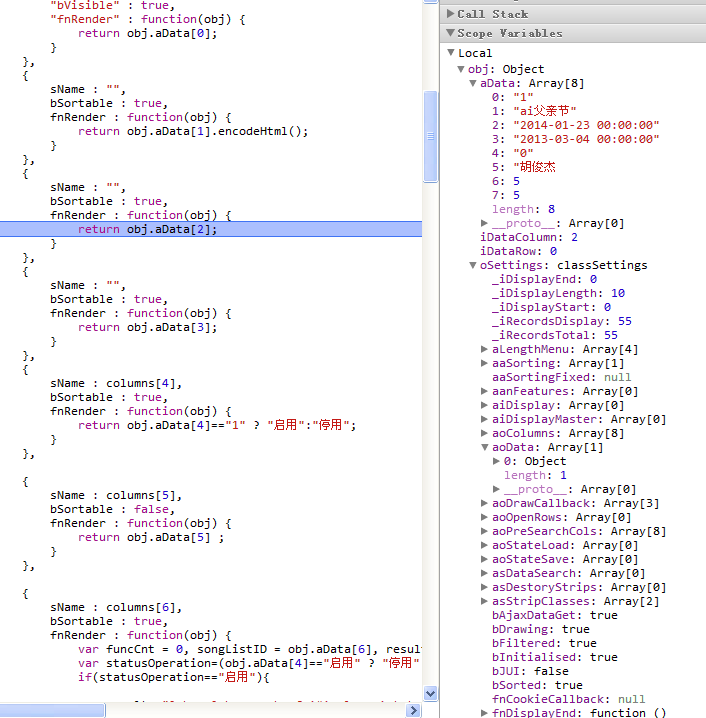 "bVisible" : true,
"fnRender" : function(obj) {
return obj.aData[0];
}
},
{
sName : "",
bSortable : true,
fnRender : function(obj) {
return obj.aData[1].encodeHtml();
}
},
{
sName : "",
bSortable : true,
fnRender : function(obj) {
return obj.aData[2];
}
},
{
sName : "",
bSortable : true,
fnRender : function(obj) {
return obj.aData[3];
}
},
{
sName : columns[4],
bSortable : true,
fnRender : function(obj) {
return obj.aData[4]=="1" ? "启用":"停用";
}
},
{
sName : columns[5],
bSortable : false,
fnRender : function(obj) {
return obj.aData[5] ;
}
},
{
sName : columns[6],
bSortable : true,
fnRender : function(obj) {
var funcCnt = 0, songListID = obj.aData[6], resul
var statusOperation=(obj.aData[4]=="启用" ? "停用"
if(statusOperation=="启用"){
Call Stack
Scope Variables
Local
obj: Object
aData: Array[8]
0: "1"
1: "ai父亲节"
2: "2014-01-23 00:00:00"
3: "2013-03-04 00:00:00"
4: "0"
5: "胡俊杰
6: 5
7: 5
length: 8
__proto__: Array[0]
iDataColumn: 2
iDataRow: 0
oSettings: classSettings
_iDisplayEnd: 0
_iDisplayLength: 10
_iDisplayStart: 0
_iRecordsDisplay: 55
_iRecordsTotal: 55
aLengthMenu: Array[4]
aaSorting: Array[1]
aaSortingFixed: null
aanFeatures: Array[0]
aiDisplay: Array[0]
aiDisplayMaster: Array[0]
aoColumns: Array[8]
aoData: Array[1]
0: Object
length: 1
__proto__: Array[0]
aoDrawCallback: Array[3]
aoOpenRows: Array[0]
aoPreSearchCols: Array[8]
aoStateLoad: Array[0]
aoStateSave: Array[0]
asDataSearch: Array[0]
asDestoryStrips: Array[0]
asStripClasses: Array[2]
bAjaxDataGet: true
bDrawing: true
bFiltered: true
bInitialised: true
bJUI: false
bSorted: true
fnCookieCallback: null
fnDisplayEnd: function ()